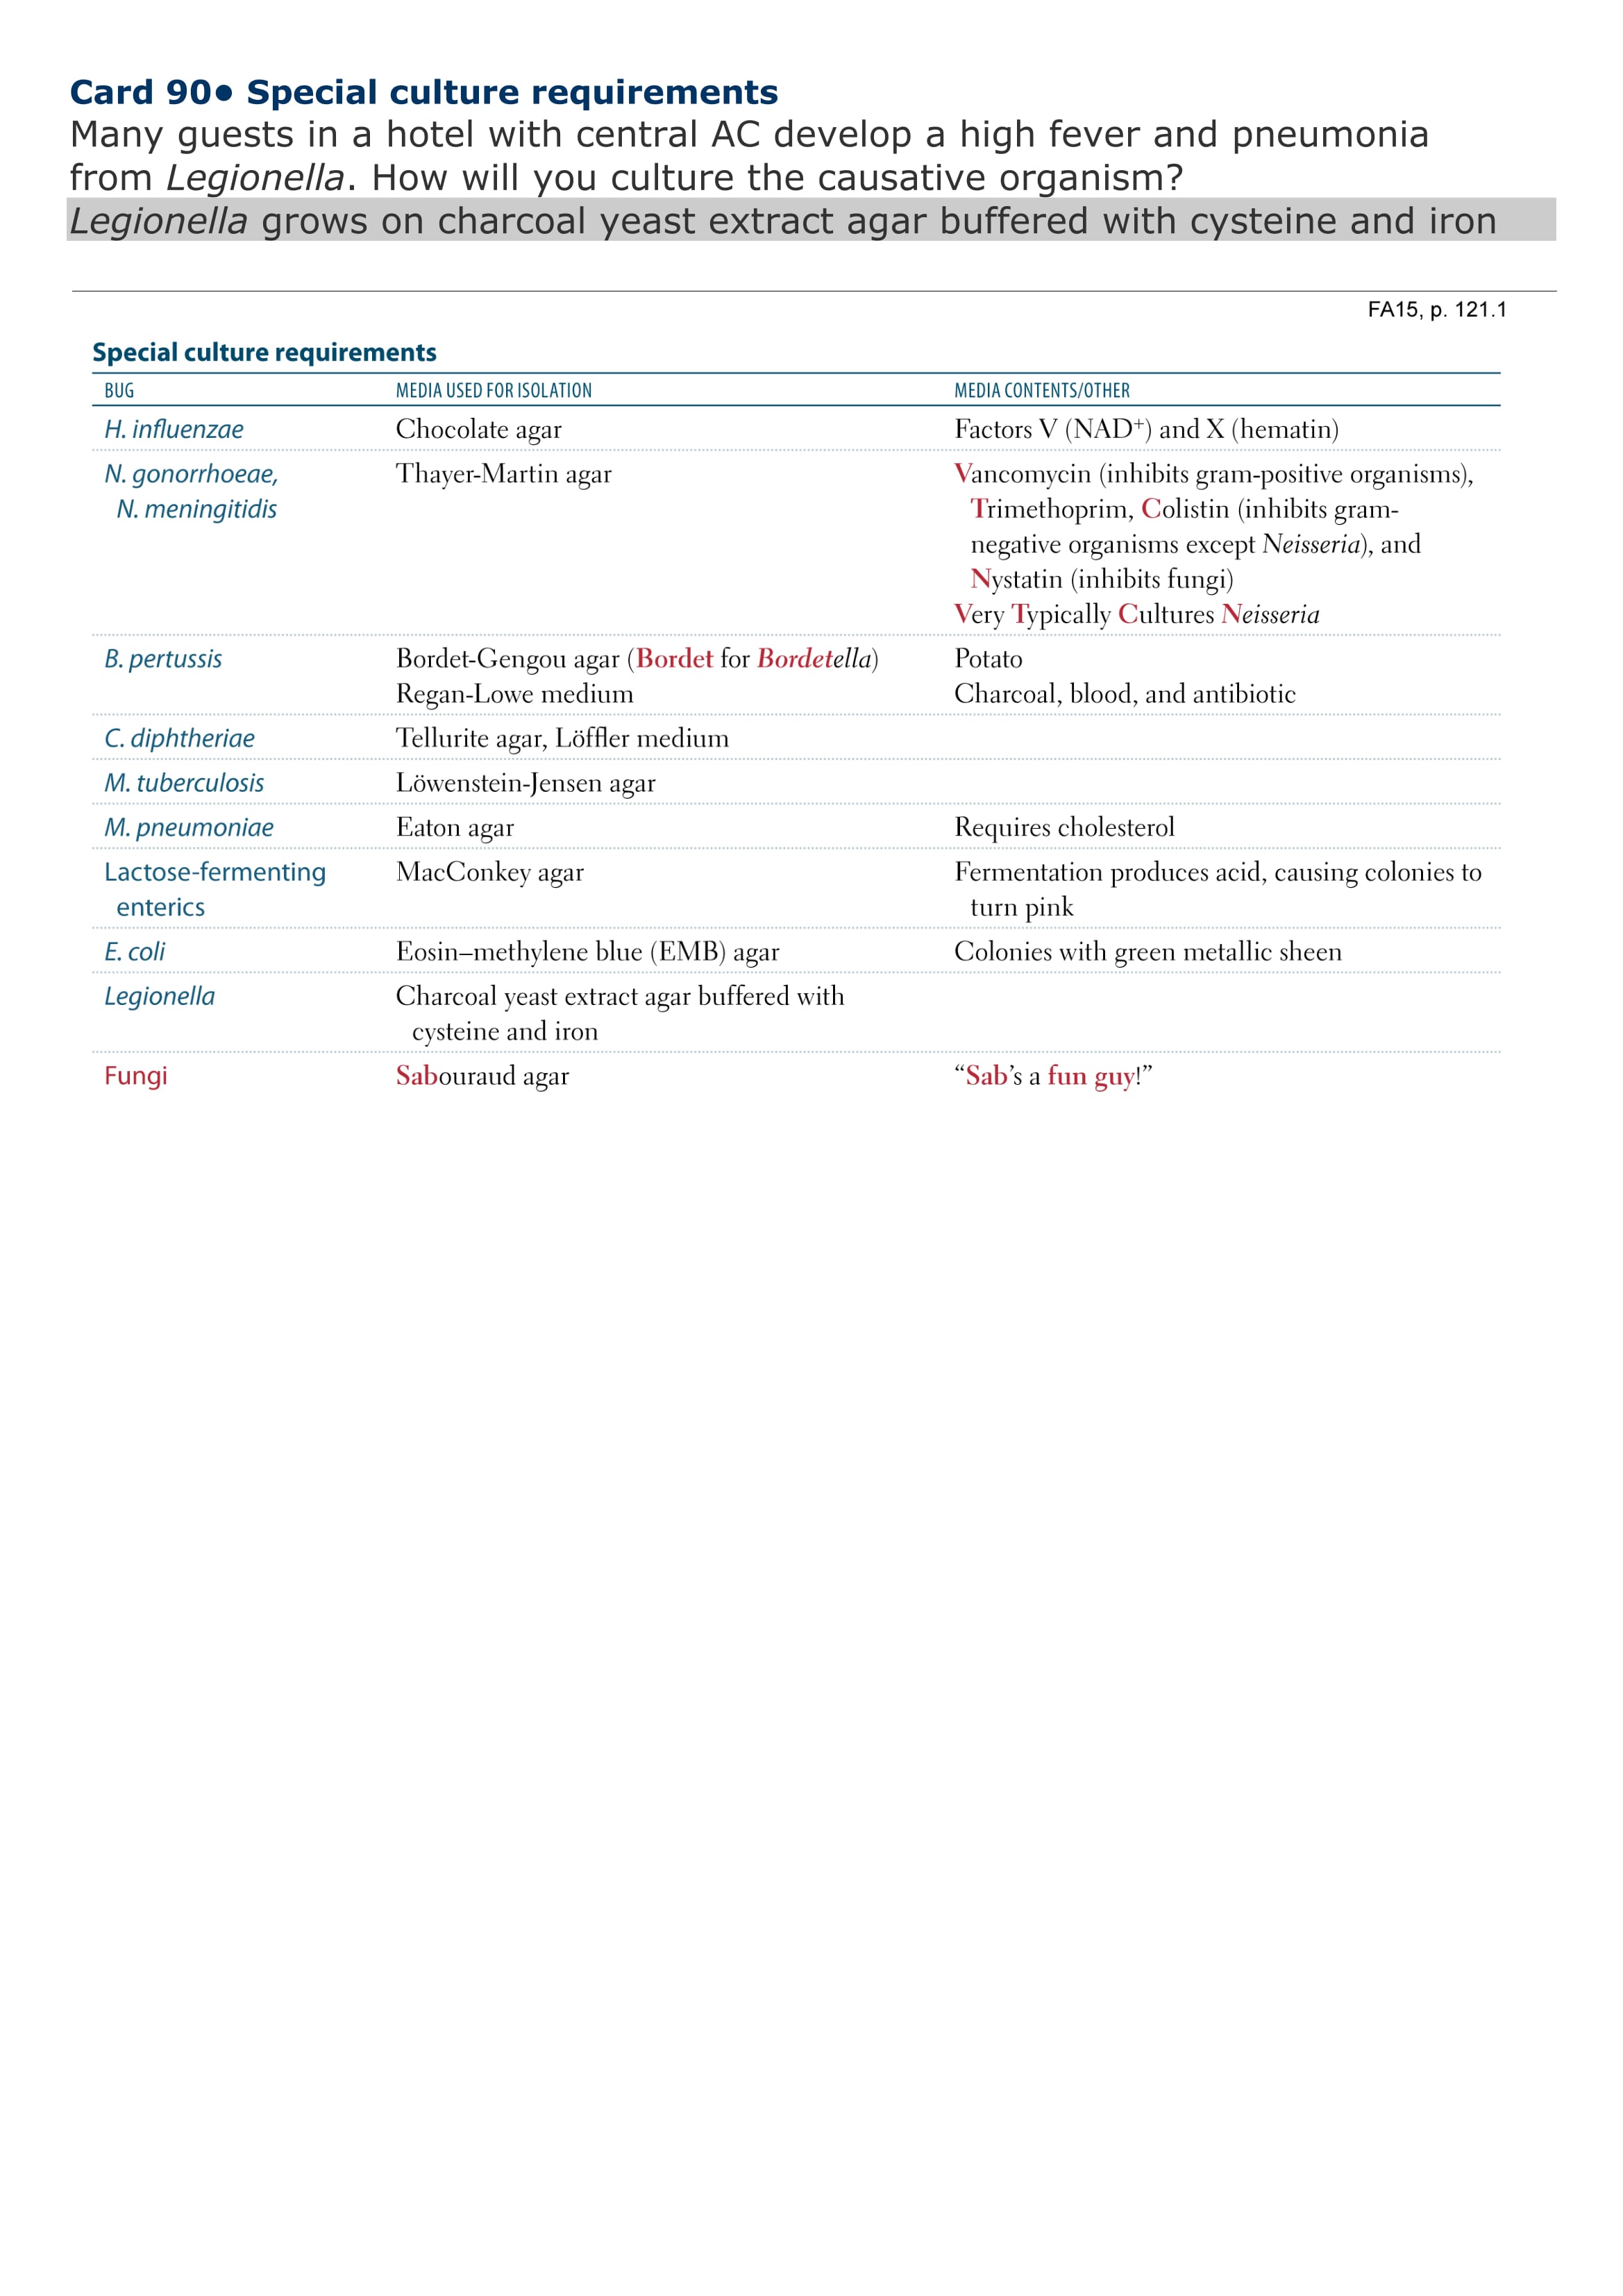 Card 90● Special culture requirements
Many guests in a hotel with central AC develop a high fever and pneumonia
from Legionella. How will you culture the causative organism?
Legionella grows on charcoal yeast extract agar buffered with cysteine and iron
FA15, p. 121.1
Special culture requirements
BUG MEDIA USED FOR ISOLATION MEDIA CONTENTS/OTHER
H. influenzae Chocolate agar Factors V (NAD⁺) and X (hematin)
N. gonorrhoeae, Thayer-Martin agar Vancomycin (inhibits gram-positive organisms),
N. meningitidis Trimethoprim, Colistin (inhibits gram-
negative organisms except Neisseria), and
Nystatin (inhibits fungi)
Very Typically Cultures Neisseria
B. pertussis Bordet-Gengou agar (Bordet for Bordetella) Potato
Regan-Lowe medium Charcoal, blood, and antibiotic
C. diphtheriae Tellurite agar, Löffler medium
M. tuberculosis Löwenstein-Jensen agar
M. pneumoniae Eaton agar Requires cholesterol
Lactose-fermenting MacConkey agar Fermentation produces acid, causing colonies to
enterics turn pink
E. coli Eosin–methylene blue (EMB) agar Colonies with green metallic sheen
Legionella Charcoal yeast extract agar buffered with
cysteine and iron
Fungi Sabouraud agar “Sab’s a fun guy!”